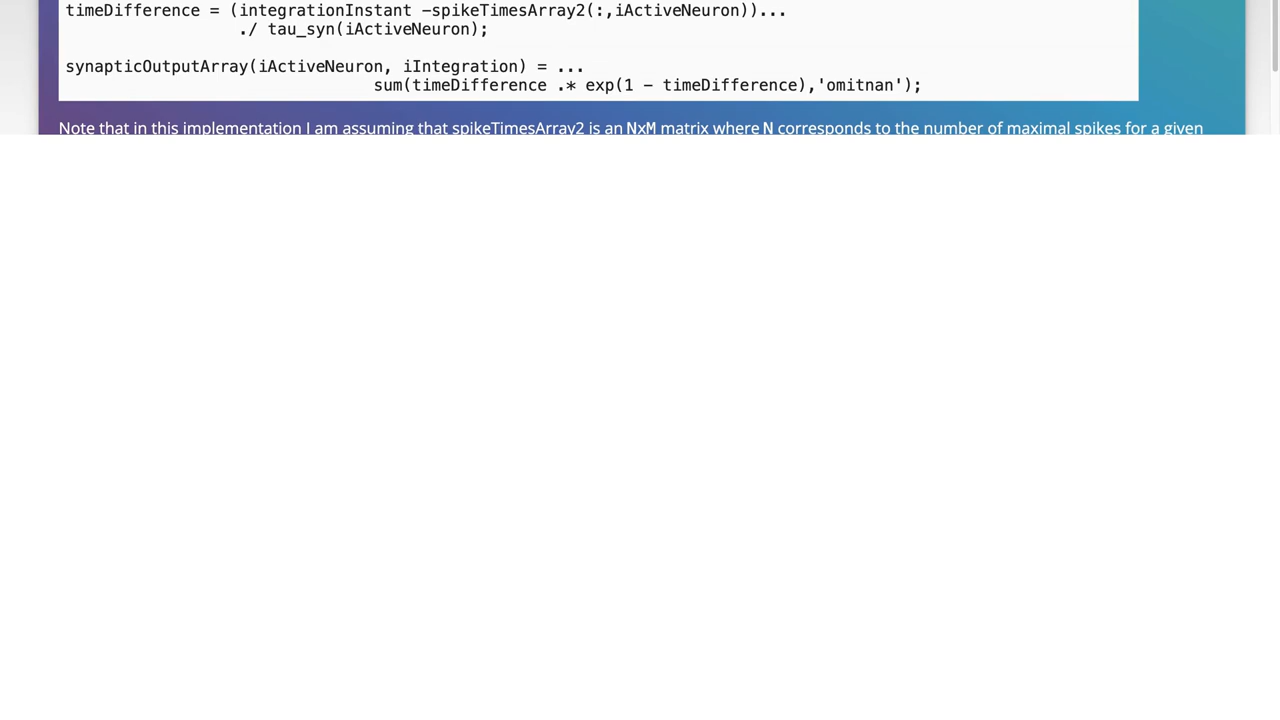 timeDifference = (integrationInstant -spikeTimesArray2(:,iActiveNeuron))...
./ tau_syn(iActiveNeuron);
synapticOutputArray(iActiveNeuron, iIntegration) = ...
sum(timeDifference .* exp(1 - timeDifference),'omitnan');
Note that in this implementation I am assuming that spikeTimesArray2 is an NxM matrix where N corresponds to the number of maximal spikes for a given